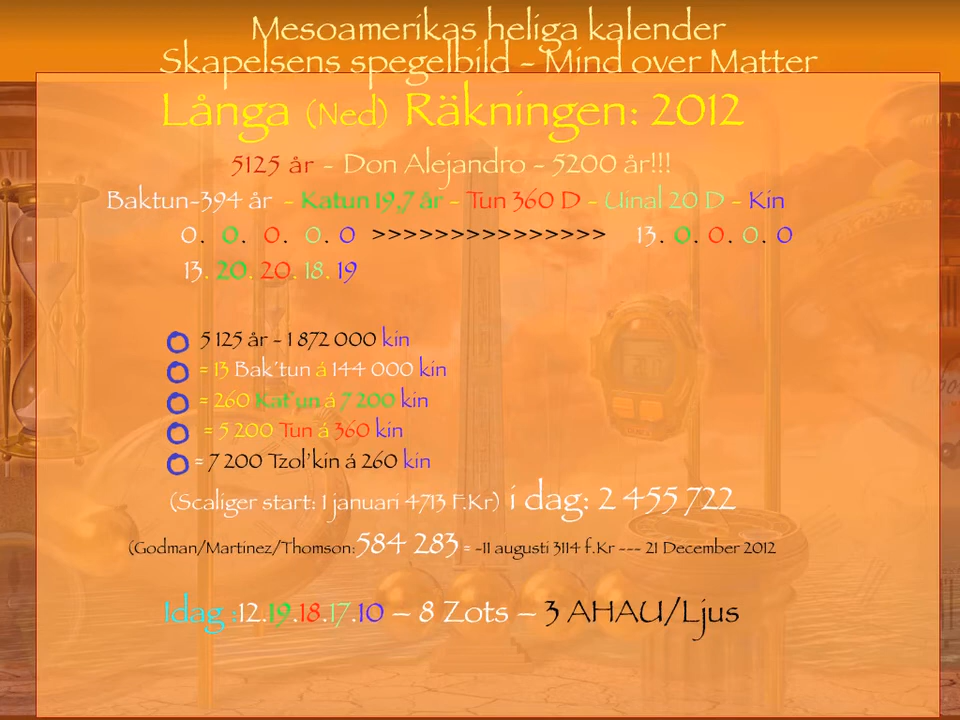 Mesoamerikas heliga kalender
Skapelsens spegelbild - Mind over Matter
Långa (Ned) Räkningen: 2012
5125 år - Don Alejandro - 5200 år!!!
Baktun-394 år - Katun 19,7 år - Tun 360 D - Uinal 20 D - Kin
0. 0. 0. 0. 0 >>>>>>>>>>>>>>> 13. 0. 0. 0. 0
13. 20. 20. 18. 19
5 125 år - 1 872 000 kin
= 13 Bak´tun á 144 000 kin
= 260 Kat´un á 7 200 kin
= 5 200 Tun á 360 kin
= 7 200 Tzol’kin á 260 kin
(Scaliger start: 1 januari 4713 F.Kr) i dag: 2 455 722
(Godman/Martinez/Thomson: 584 283 = -11 augusti 3114 f.Kr --- 21 December 2012
Idag :12.19.18.17.10 – 8 Zots – 3 AHAU/Ljus